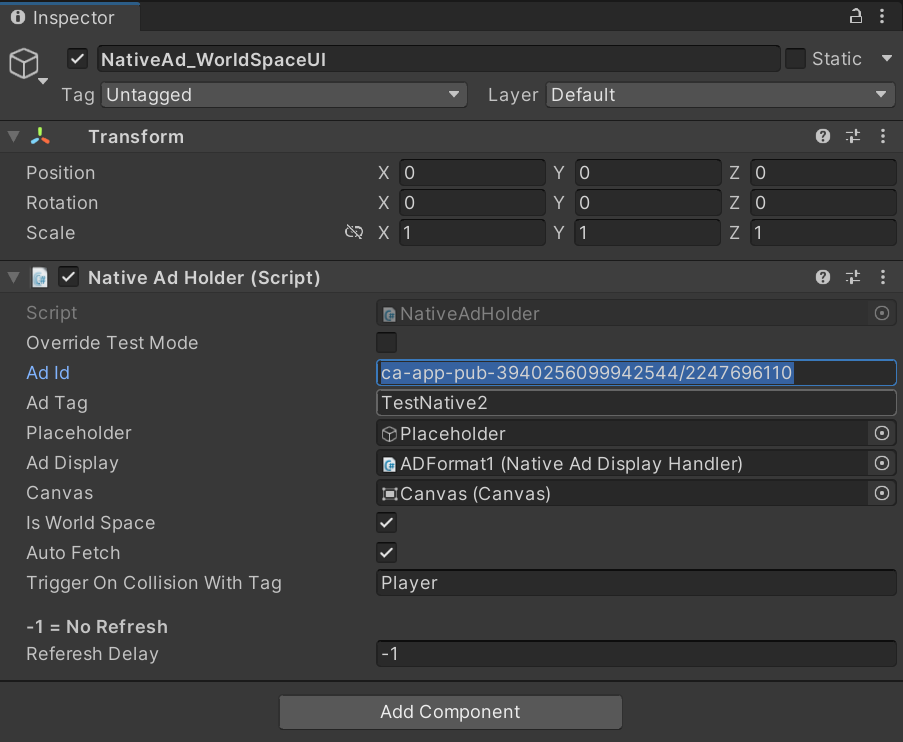 Inspector
NativeAd_WorldSpaceUI Static
Tag Untagged Layer Default
Transform
Position X 0 Y 0 Z 0
Rotation X 0 Y 0 Z 0
Scale X 1 Y 1 Z 1
Native Ad Holder (Script)
Script NativeAdHolder
Override Test Mode
Ad Id ca-app-pub-3940256099942544/2247696110
Ad Tag TestNative2
Placeholder Placeholder
Ad Display ADFormat1 (Native Ad Display Handler)
Canvas Canvas (Canvas)
Is World Space
Auto Fetch
Trigger On Collision With Tag Player
-1 = No Refresh
Referesh Delay -1
Add Component